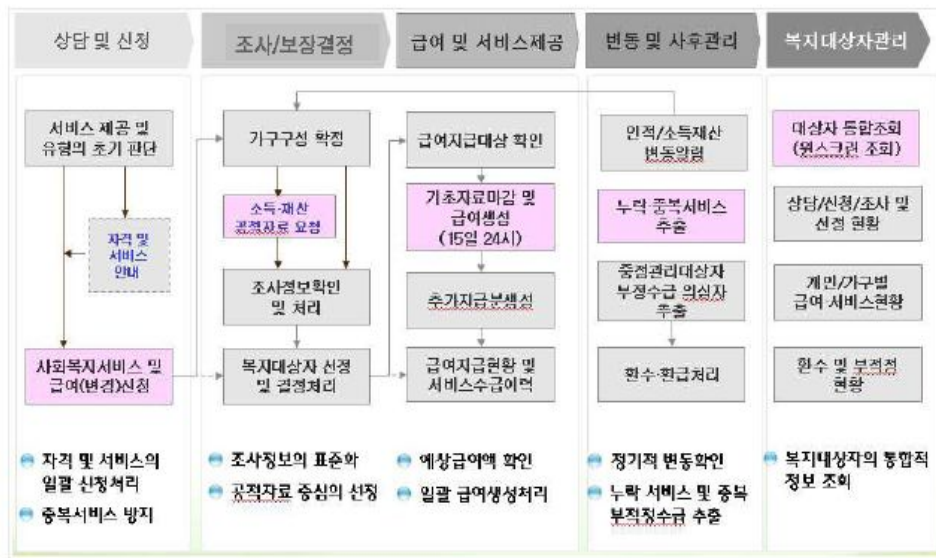 상담 및 신청
조사/보장결정
급여 및 서비스제공
변동 및 사후관리
복지대상자관리
서비스 제공 및
유형의 초기 판단
자격 및
서비스
안내
사회복지서비스 및
급여(변경)신청
자격 및 서비스의
일괄 신청처리
중복서비스 방지
가구구성 확정
소득·재산
공적자료 요청
조사정보확인
및 처리
복지대상자 선정
및 결정처리
조사정보의 표준화
공적자료 중심의 선정
급여지급대상 확인
기초자료마감 및
급여생성
(15일 24시)
추가지급분생성
급여지급현황 및
서비스수급이력
예상급여액 확인
일괄 급여생성처리
인적/소득재산
변동알림
누락·중복서비스
추출
중점관리대상자
부정수급 의심자
추출
환수·환급처리
정기적 변동확인
누락 서비스 및 중복
부적정수급 추출
대상자 통합조회
(원스크린 조회)
상담/신청/조사 및
선정 현황
개인/가구별
급여·서비스현황
환수 및 부적정
현황
복지대상자의 통합적
정보 조회